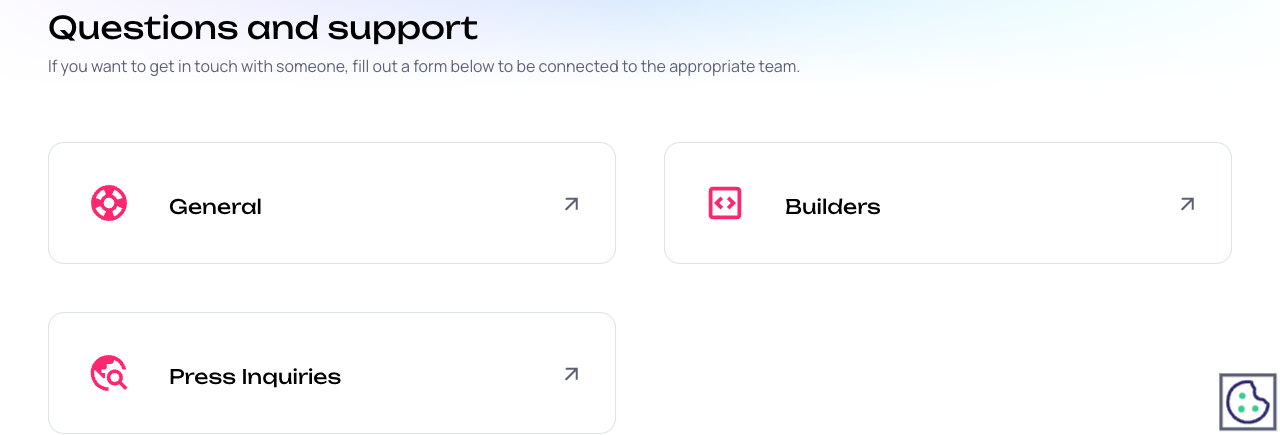 Questions and support
If you want to get in touch with someone, fill out a form below to be connected to the appropriate team.
General
Builders
Press Inquiries